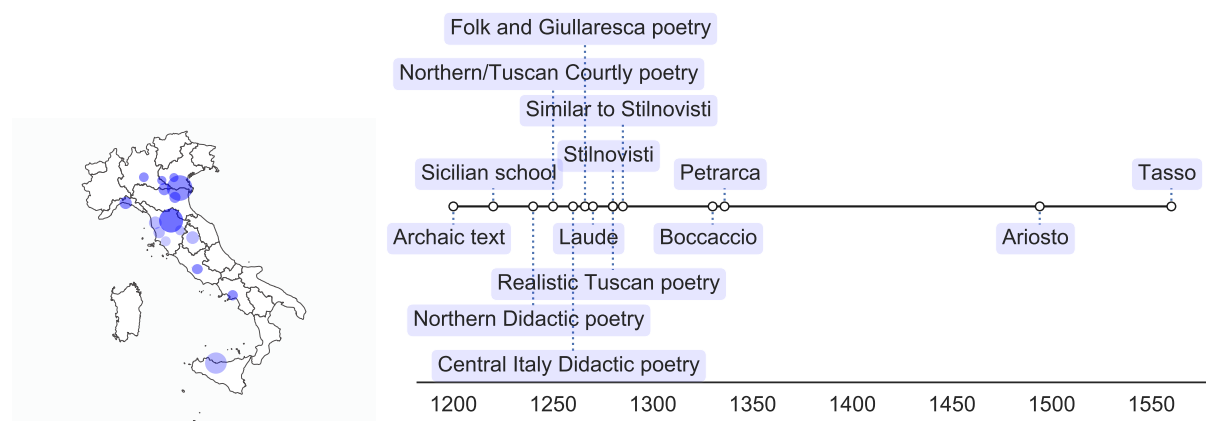 Folk and Giullaresca poetry
Northern/Tuscan Courtly poetry
Similar to Stilnovisti
Stilnovisti
Sicilian school
Petrarca
Tasso
Archaic text
Laude
Boccaccio
Ariosto
Realistic Tuscan poetry
Northern Didactic poetry
Central Italy Didactic poetry
1200 1250 1300 1350 1400 1450 1500 1550